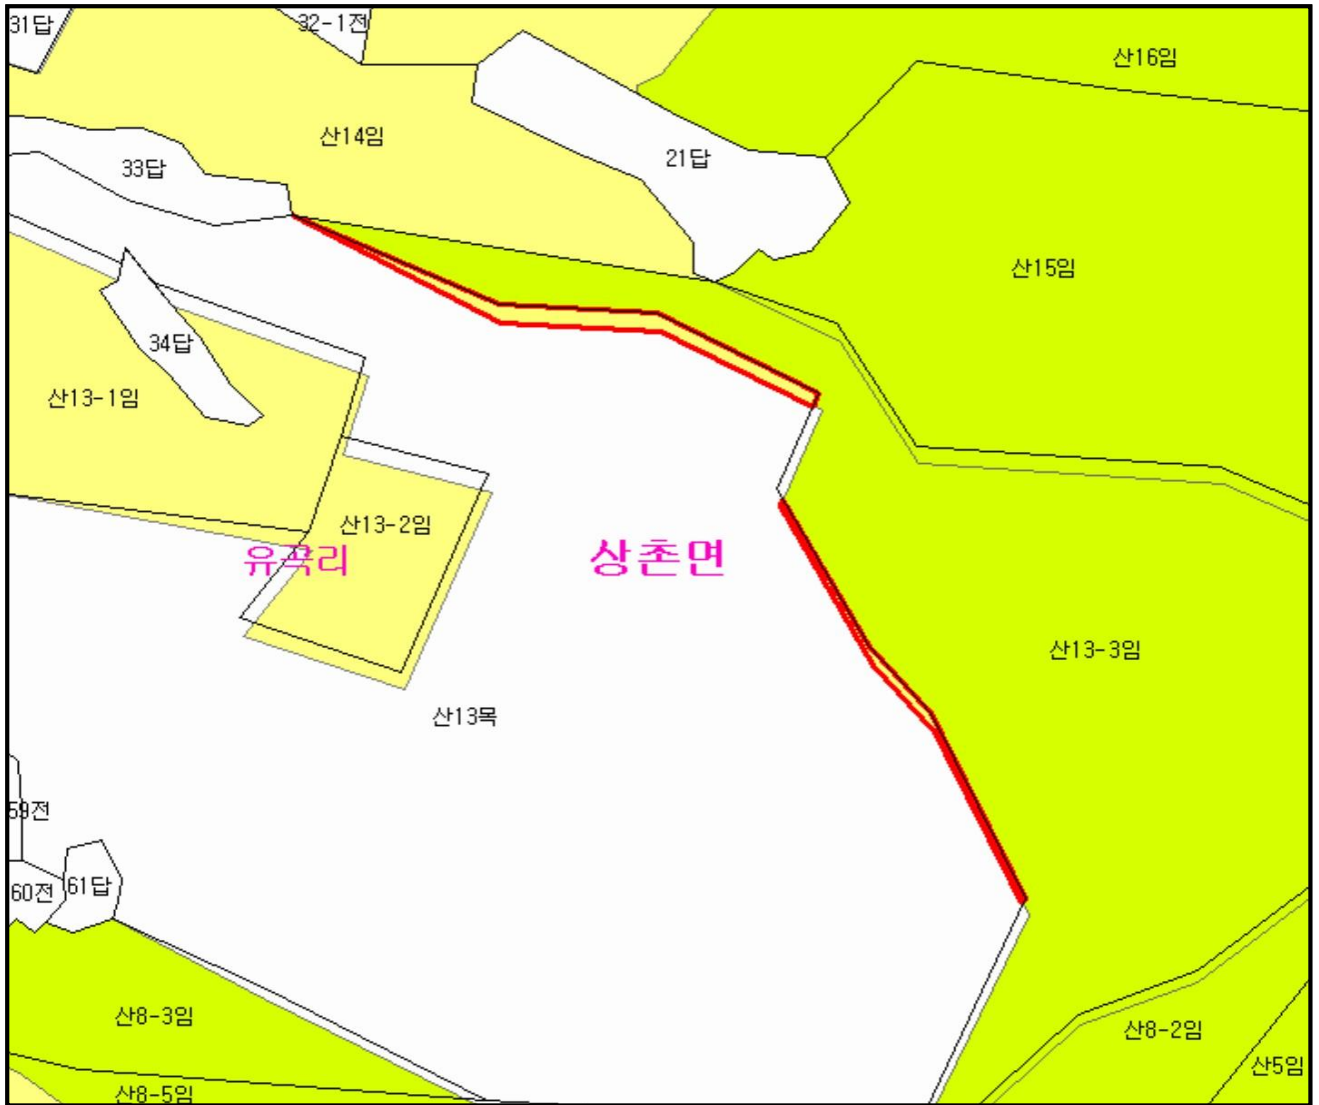 31답
32-1전
산16임
산14임
33답
21답
산15임
34답
산13-1임
산13-2임
유곡리
상촌면
산13-3임
산13목
59전
60전
61답
산8-3임
산8-2임
산5임
산8-5임